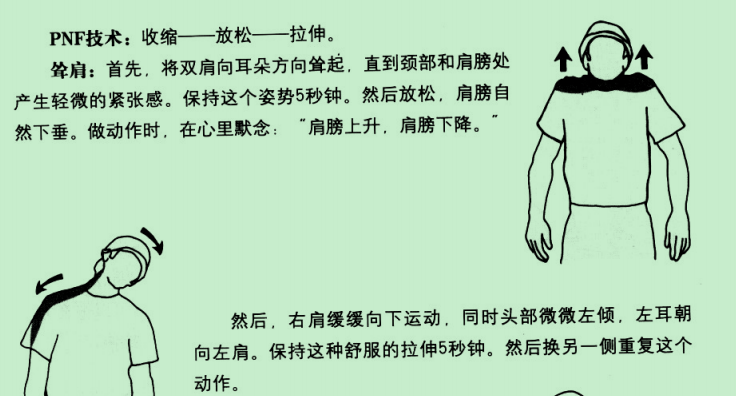 PNF技术：收缩——放松——拉伸。
耸肩：首先，将双肩向耳朵方向耸起，直到颈部和肩膀处
产生轻微的紧张感。保持这个姿势5秒钟。然后放松，肩膀自
然下垂。做动作时，在心里默念：“肩膀上升，肩膀下降。”
然后，右肩缓缓向下运动，同时头部微微左倾，左耳朝
向左肩。保持这种舒服的拉伸5秒钟。然后换另一侧重复这个
动作。